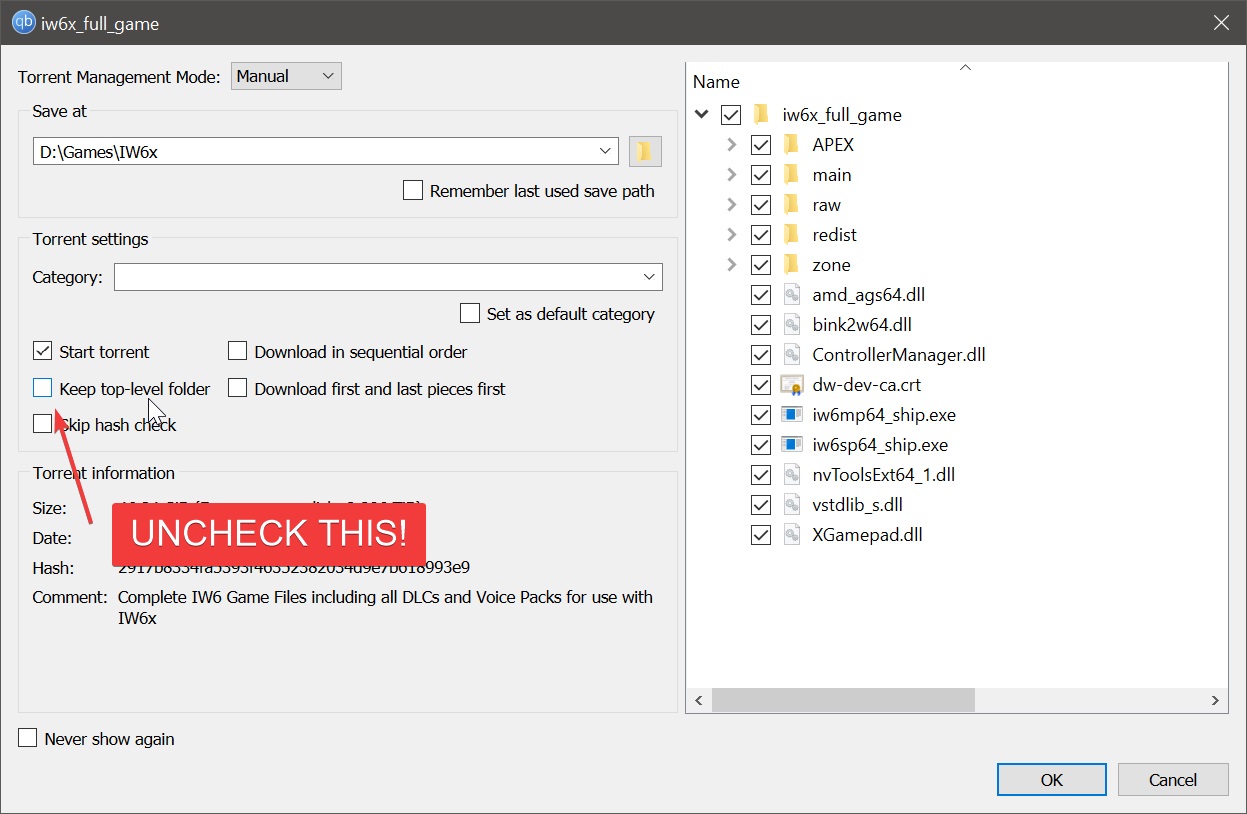 qb iw6x_full_game
Torrent Management Mode: Manual
Save at
D:\Games\IW6x
Remember last used save path
Torrent settings
Category:
Set as default category
Start torrent
Download in sequential order
Keep top-level folder
Download first and last pieces first
Skip hash check
Torrent information
Size:
Date:
UNCHECK THIS!
Hash:
Comment: Complete IW6 Game Files including all DLCs and Voice Packs for use with
IW6x
Never show again
Name
iw6x_full_game
APEX
main
raw
redist
zone
amd_ags64.dll
bink2w64.dll
ControllerManager.dll
dw-dev-ca.crt
iw6mp64_ship.exe
iw6sp64_ship.exe
nvToolsExt64_1.dll
vstdlib_s.dll
XGamepad.dll
OK
Cancel